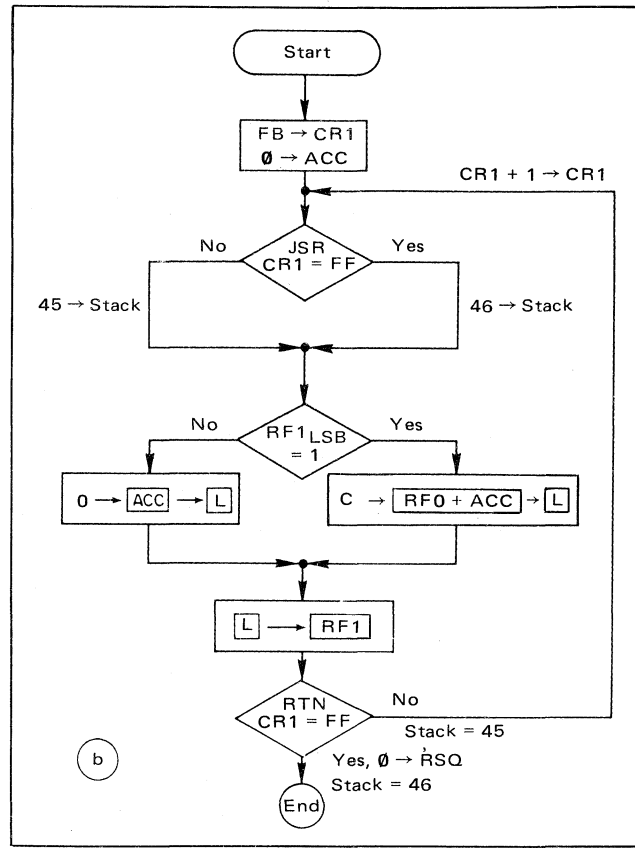 Start
FB → CR1
Ø → ACC
CR1 + 1 → CR1
No
JSR
CR1 = FF
Yes
45 → Stack
46 → Stack
No
RF1LSB
= 1
Yes
0 → ACC → L
C → RF0 + ACC → L
L → RF1
RTN
CR1 = FF
No
Stack = 45
Yes, Ø → RSQ
Stack = 46
b
End